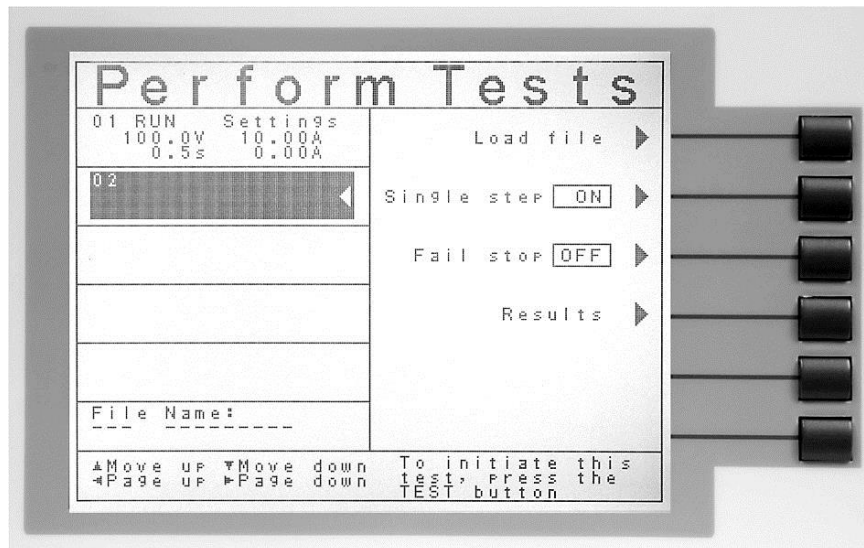 Perform Tests
01 RUN Settings
100.0V 10.00A
0.5s 0.00A
02
File Name:
--- ---------
▲Move up ▼Move down
◄Page up ►Page down
Load file
Single step ON
Fail stop OFF
Results
To initiate this
test, press the
TEST button